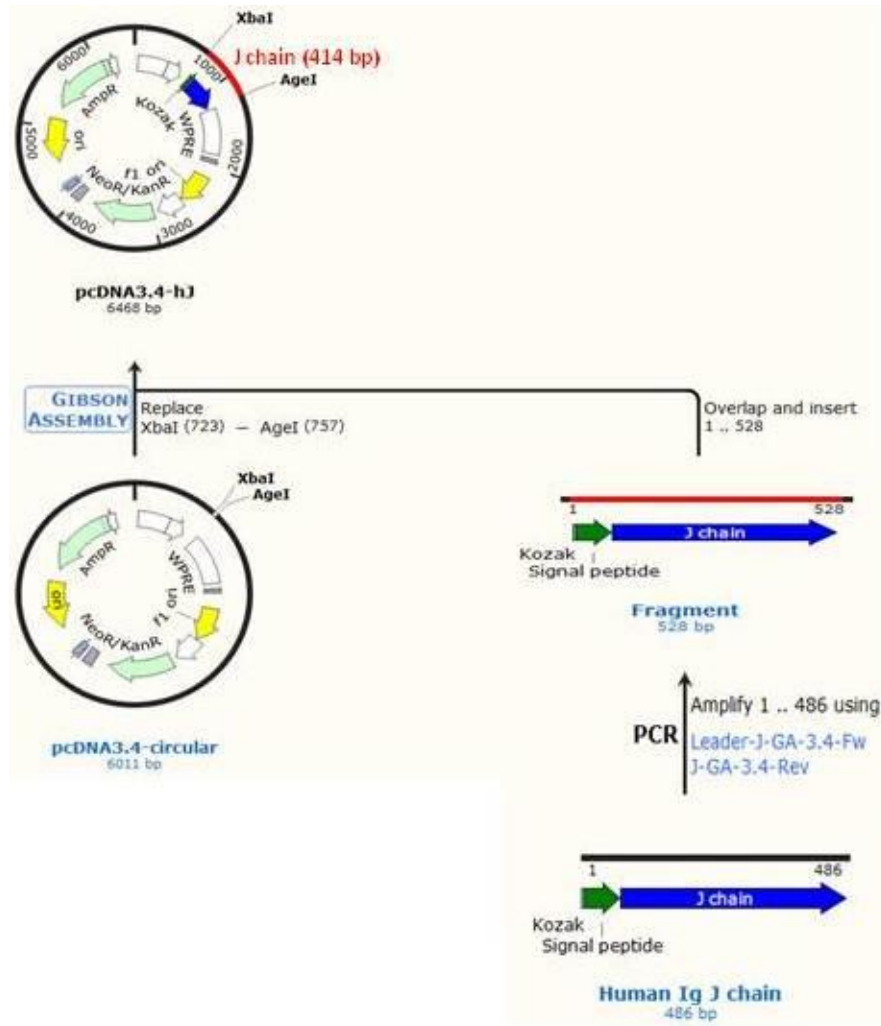 XbaI
J chain (414 bp)
AgeI
6000
1000
AmpR
Kozak
WPRE
5000
ori
2000
f1 ori
NeoR/KanR
4000
3000
pcDNA3.4-hJ
6468 bp
GIBSON
ASSEMBLY
Replace
XbaI (723) – AgeI (757)
Overlap and insert
1 .. 528
XbaI
AgeI
AmpR
WPRE
ori
f1 ori
NeoR/KanR
pcDNA3.4-circular
6011 bp
1
528
J chain
Kozak
Signal peptide
Fragment
528 bp
PCR
Amplify 1 .. 486 using
Leader-J-GA-3.4-Fw
J-GA-3.4-Rev
1
486
J chain
Kozak
Signal peptide
Human Ig J chain
486 bp